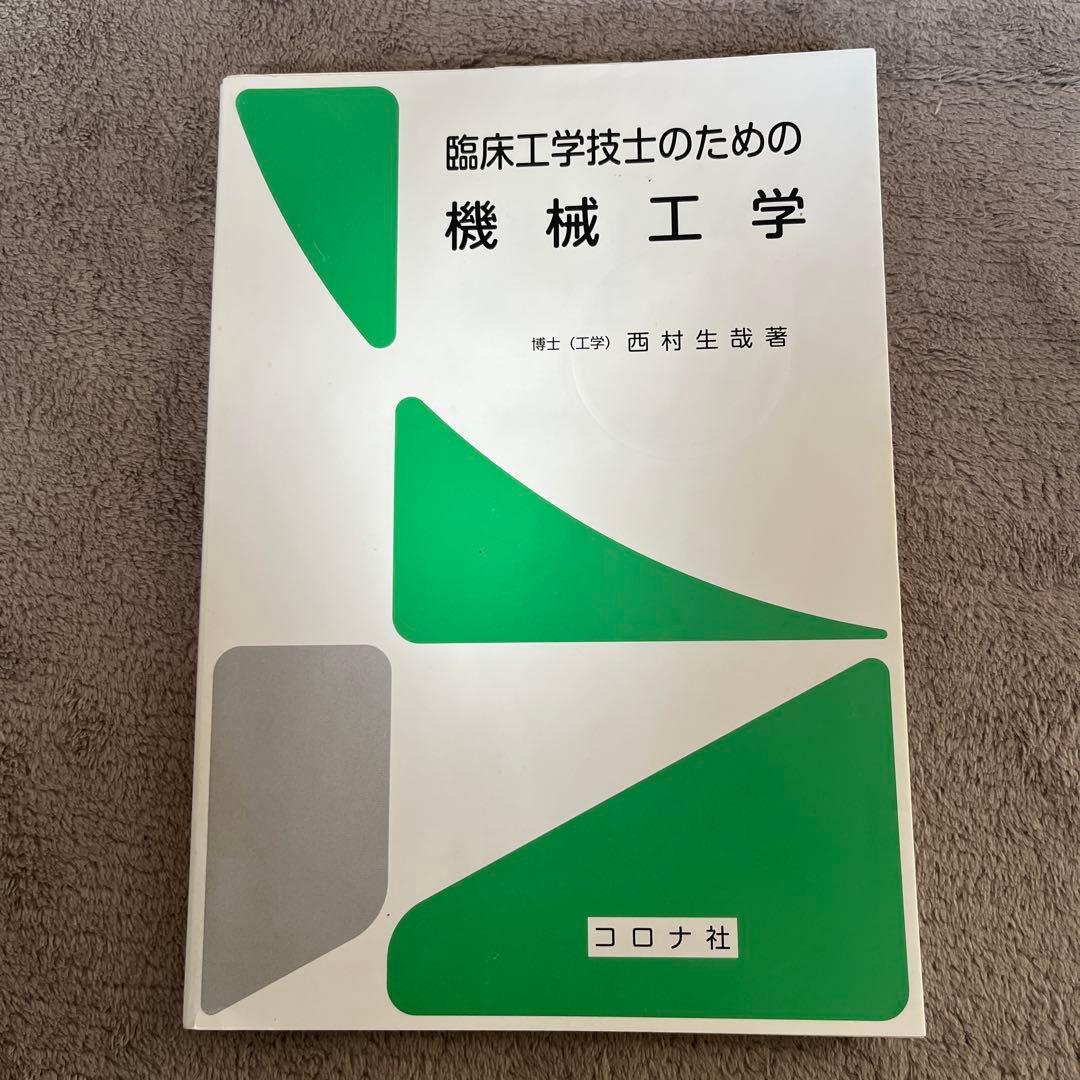 臨床工学技士のための
機械工学
博士（工学）西村生哉著
コロナ社